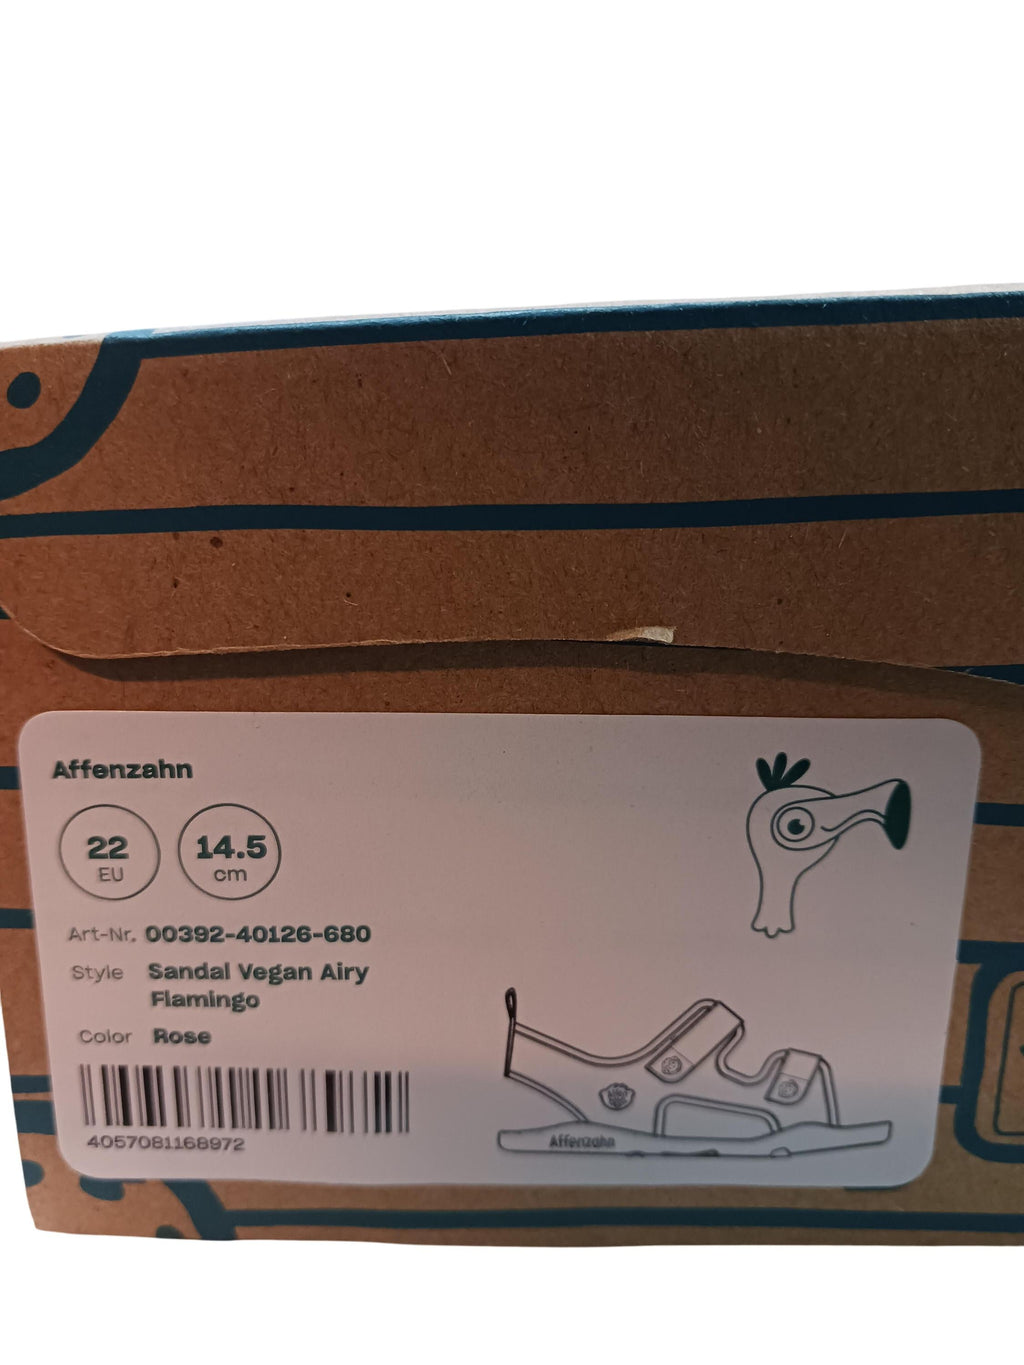 Affenzahn
22
EU
14.5
cm
Art-Nr. 00392-40126-680
Style Sandal Vegan Airy
Flamingo
Color Rose
4057081168972
Affenzahn